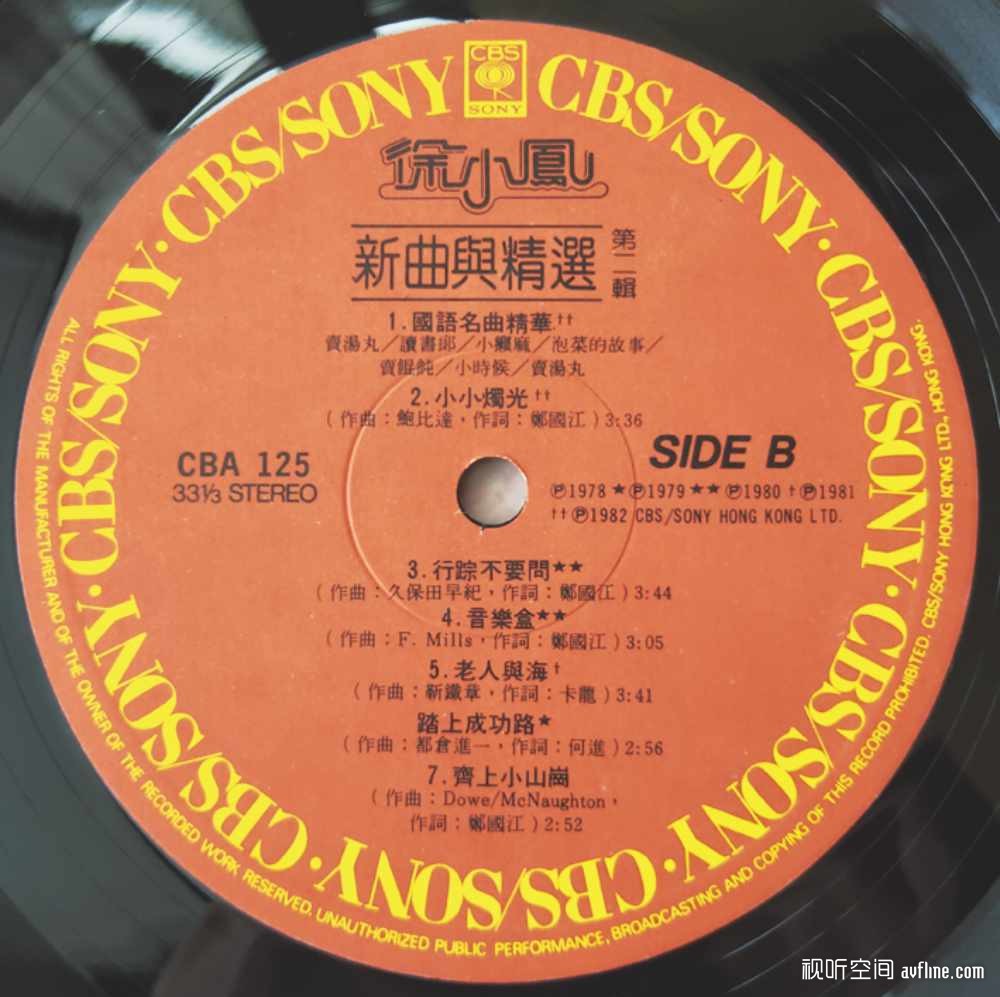 CBS
SONY
CBS/SONY · CBS/SONY · CBS/SONY · CBS/SONY · CBS/SONY · CBS/SONY · CBS/SONY · CBS/SONY
徐小鳳
新曲與精選
第二輯
1.國語名曲精華††
賣湯丸／讀書郎／小癩麻／泡菜的故事／
賣餛飩／小時候／賣湯丸
2.小小燭光††
(作曲:鮑比達,作詞:鄭國江)3:36
CBA 125
33⅓ STEREO
SIDE B
℗1978 ★℗1979★★℗1980 †℗1981
††℗1982 CBS/SONY HONG KONG LTD.
3.行踪不要問★★
(作曲:久保田早紀,作詞:鄭國江)3:44
4.音樂盒★★
(作曲:F. Mills,作詞:鄭國江)3:05
5.老人與海†
(作曲:靳鐵章,作詞:卡龍)3:41
踏上成功路★
(作曲:都倉進一,作詞:何進)2:56
7.齊上小山崗
(作曲:Dowe/McNaughton,
作詞:鄭國江)2:52
ALL RIGHTS OF THE MANUFACTURER AND OF THE OWNER OF THE RECORDED WORK RESERVED. UNAUTHORIZED PUBLIC PERFORMANCE, BROADCASTING AND COPYING OF THIS RECORD PROHIBITED. CBS/SONY HONG KONG LTD., HONG KONG.
视听空间 avfline.com